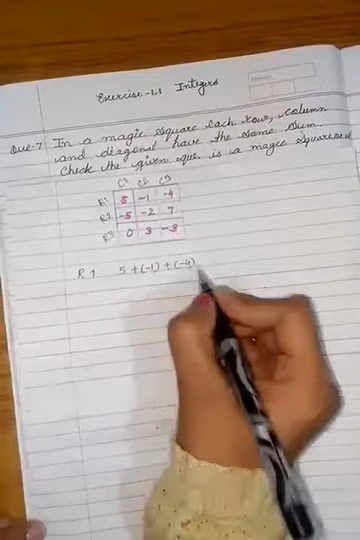 Exercise-1.1 Integers
Que-7 In a magic square each row, column
and diagonal have the same sum.
Check the given que. is a magic square
C1 C2 C3
R1 5 -1 -4
R2 -5 -2 7
R3 0 3 -3
R1 5 + (-1) + (-4)